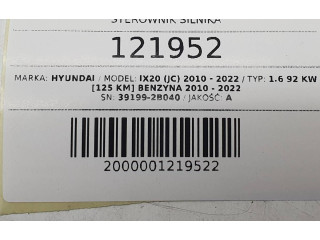 STEROWNIK SILNIKA
121952
MARKA: HYUNDAI / MODEL: IX20 (JC) 2010 - 2022 / TYP: 1.6 92 KW
[125 KM] BENZYNA 2010 - 2022
SN: 39199-2B040 / JAKOŚĆ: A
2000001219522